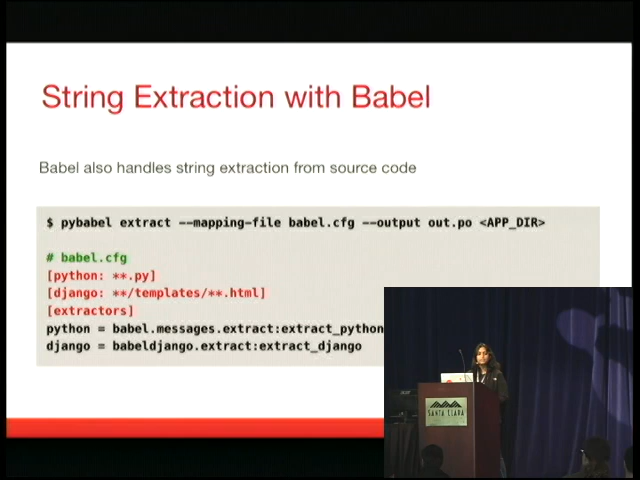 String Extraction with Babel
Babel also handles string extraction from source code
$ pybabel extract --mapping-file babel.cfg --output out.po <APP_DIR>
# babel.cfg
[python: **.py]
[django: **/templates/**.html]
[extractors]
python = babel.messages.extract:extract_python
django = babeldjango.extract:extract_django
SANTA CLARA